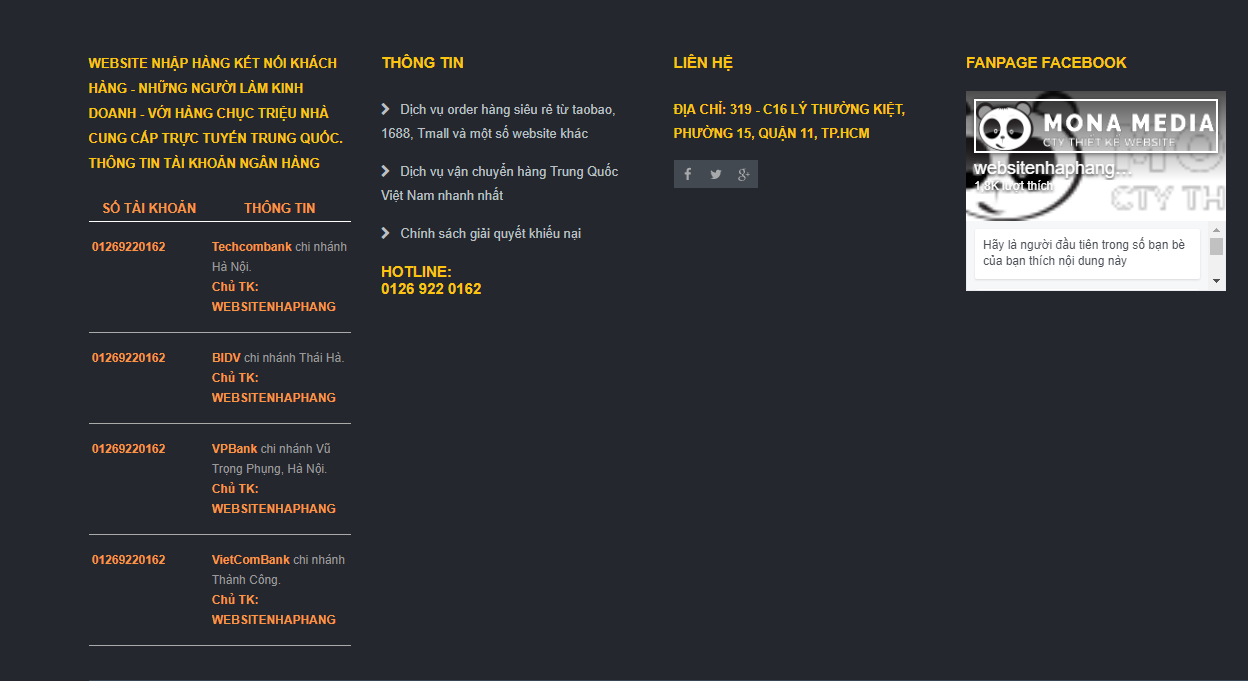 WEBSITE NHẬP HÀNG KẾT NỐI KHÁCH
HÀNG - NHỮNG NGƯỜI LÀM KINH
DOANH - VỚI HÀNG CHỤC TRIỆU NHÀ
CUNG CẤP TRỰC TUYẾN TRUNG QUỐC.
THÔNG TIN TÀI KHOẢN NGÂN HÀNG
SỐ TÀI KHOẢN THÔNG TIN
01269220162 Techcombank chi nhánh
Hà Nội.
Chủ TK:
WEBSITENHAPHANG
01269220162 BIDV chi nhánh Thái Hà.
Chủ TK:
WEBSITENHAPHANG
01269220162 VPBank chi nhánh Vũ
Trọng Phụng, Hà Nội.
Chủ TK:
WEBSITENHAPHANG
01269220162 VietComBank chi nhánh
Thành Công.
Chủ TK:
WEBSITENHAPHANG
THÔNG TIN
Dịch vụ order hàng siêu rẻ từ taobao,
1688, Tmall và một số website khác
Dịch vụ vận chuyển hàng Trung Quốc
Việt Nam nhanh nhất
Chính sách giải quyết khiếu nại
HOTLINE:
0126 922 0162
LIÊN HỆ
ĐỊA CHỈ: 319 - C16 LÝ THƯỜNG KIỆT,
PHƯỜNG 15, QUẬN 11, TP.HCM
FANPAGE FACEBOOK
MONA MEDIA
CTY THIET KE WEBSITE
websitenhaphang...
1,8K lượt thích
CTY TH
Hãy là người đầu tiên trong số bạn bè
của bạn thích nội dung này